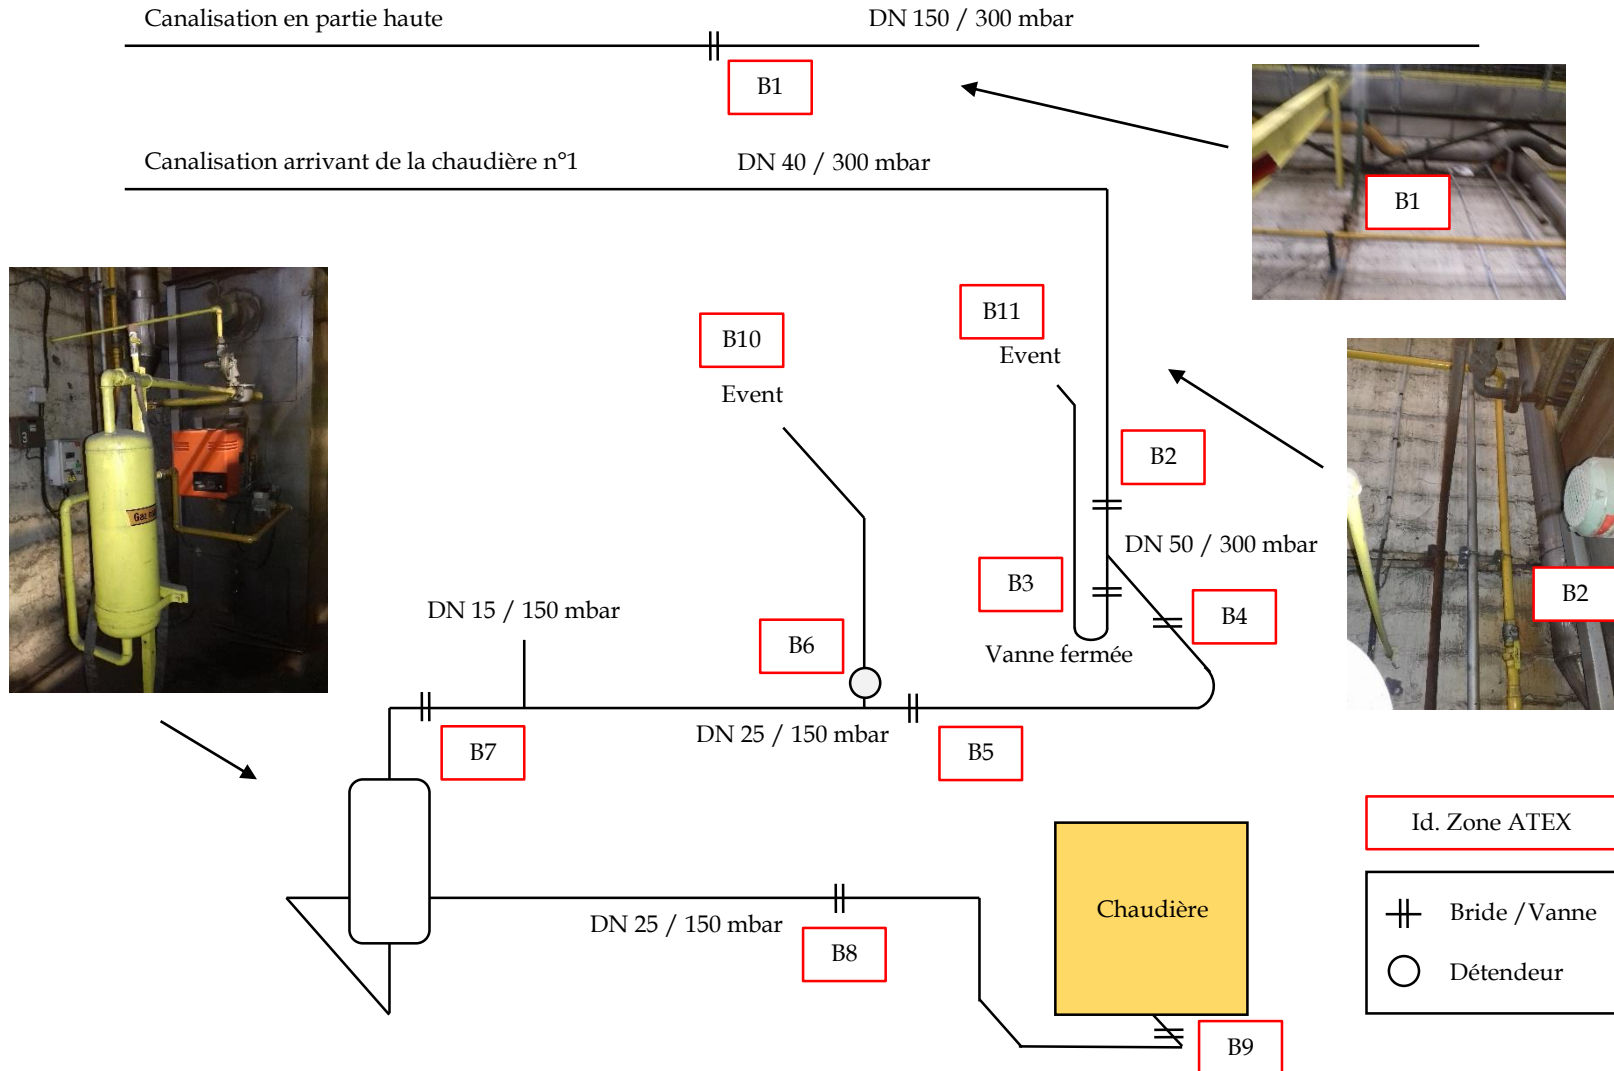 Canalisation en partie haute
DN 150 / 300 mbar
B1
Canalisation arrivant de la chaudière n°1
DN 40 / 300 mbar
B1
B11
Event
B10
Event
B2
DN 50 / 300 mbar
B3
B4
B2
DN 15 / 150 mbar
B6
Vanne fermée
Gaz
B7
DN 25 / 150 mbar
B5
Id. Zone ATEX
Chaudière
Bride /Vanne
DN 25 / 150 mbar
B8
Détendeur
B9